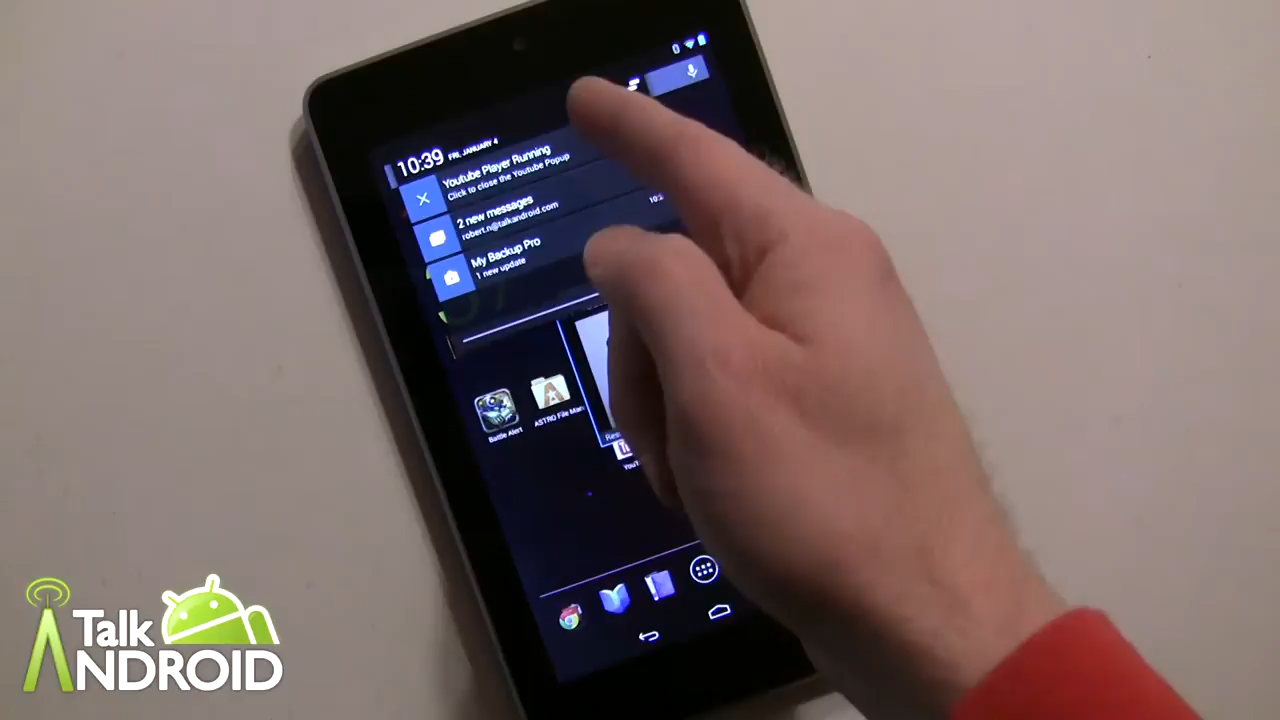 10:39 FRI, JANUARY 4
Youtube Player Running
Click to close the Youtube Popup
2 new messages
robert.n@talkandroid.com
My Backup Pro
1 new update
Battle Alert
ASTRO File Man
Talk
ANDROID